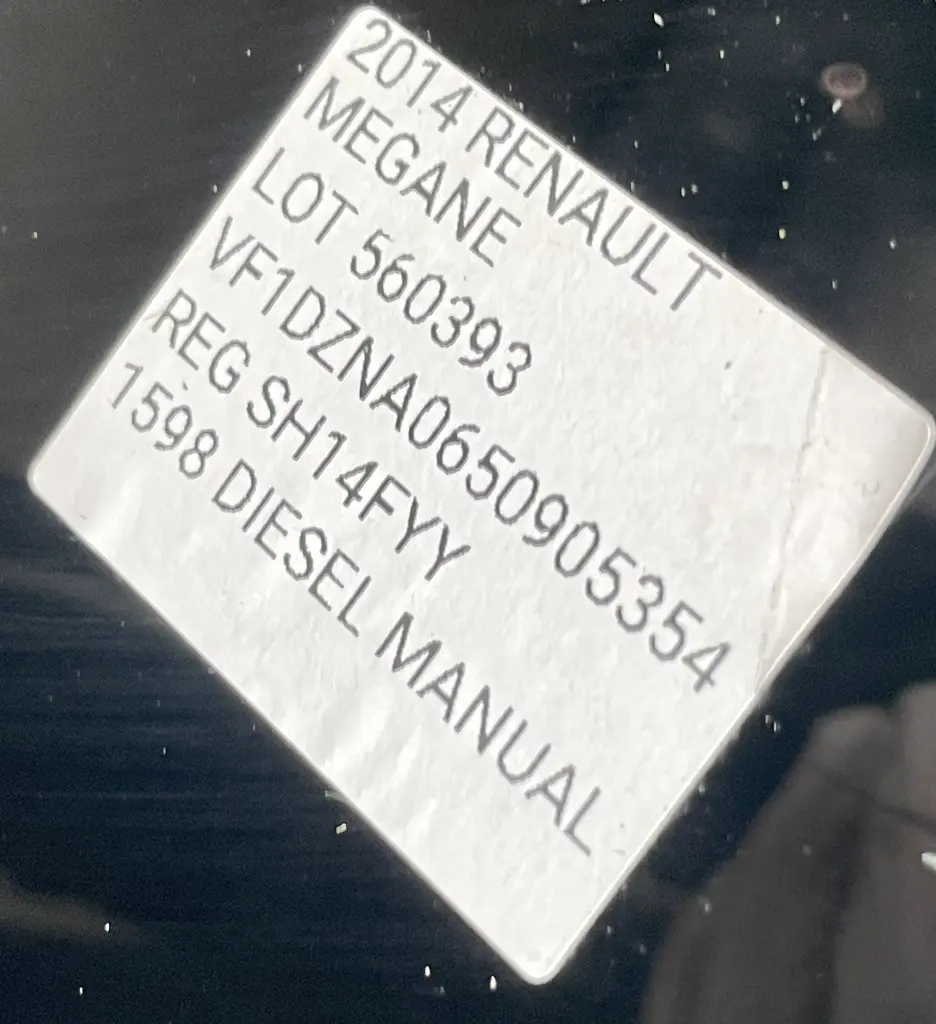 2014 RENAULT
MEGANE
LOT 560393
VF1DZNA0650905354
REG SH14FYY
1598 DIESEL MANUAL